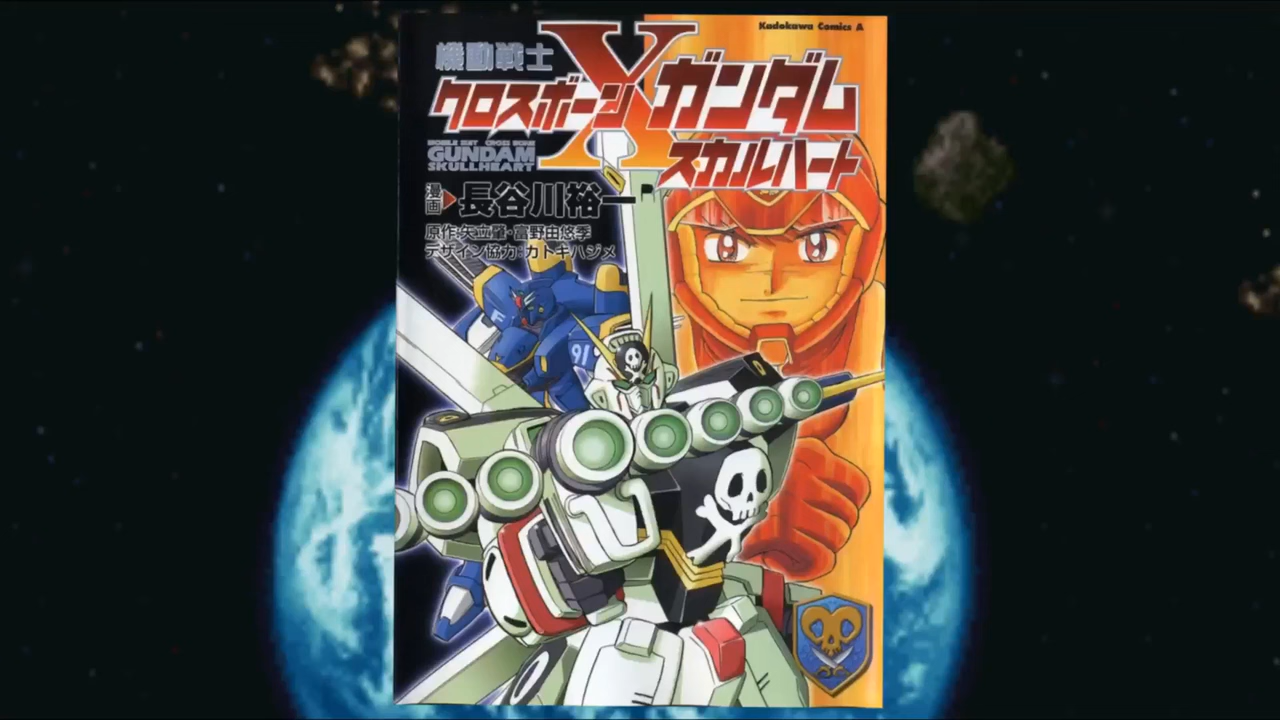 Kadokawa Comics A
機動戦士
クロスボーン
X
ガンダム
MOBILE SUIT CROSS BONE
GUNDAM
SKULLHEART
スカルハート
漫画
長谷川裕一
原作:矢立肇・富野由悠季
デザイン協力:カトキハジメ
91